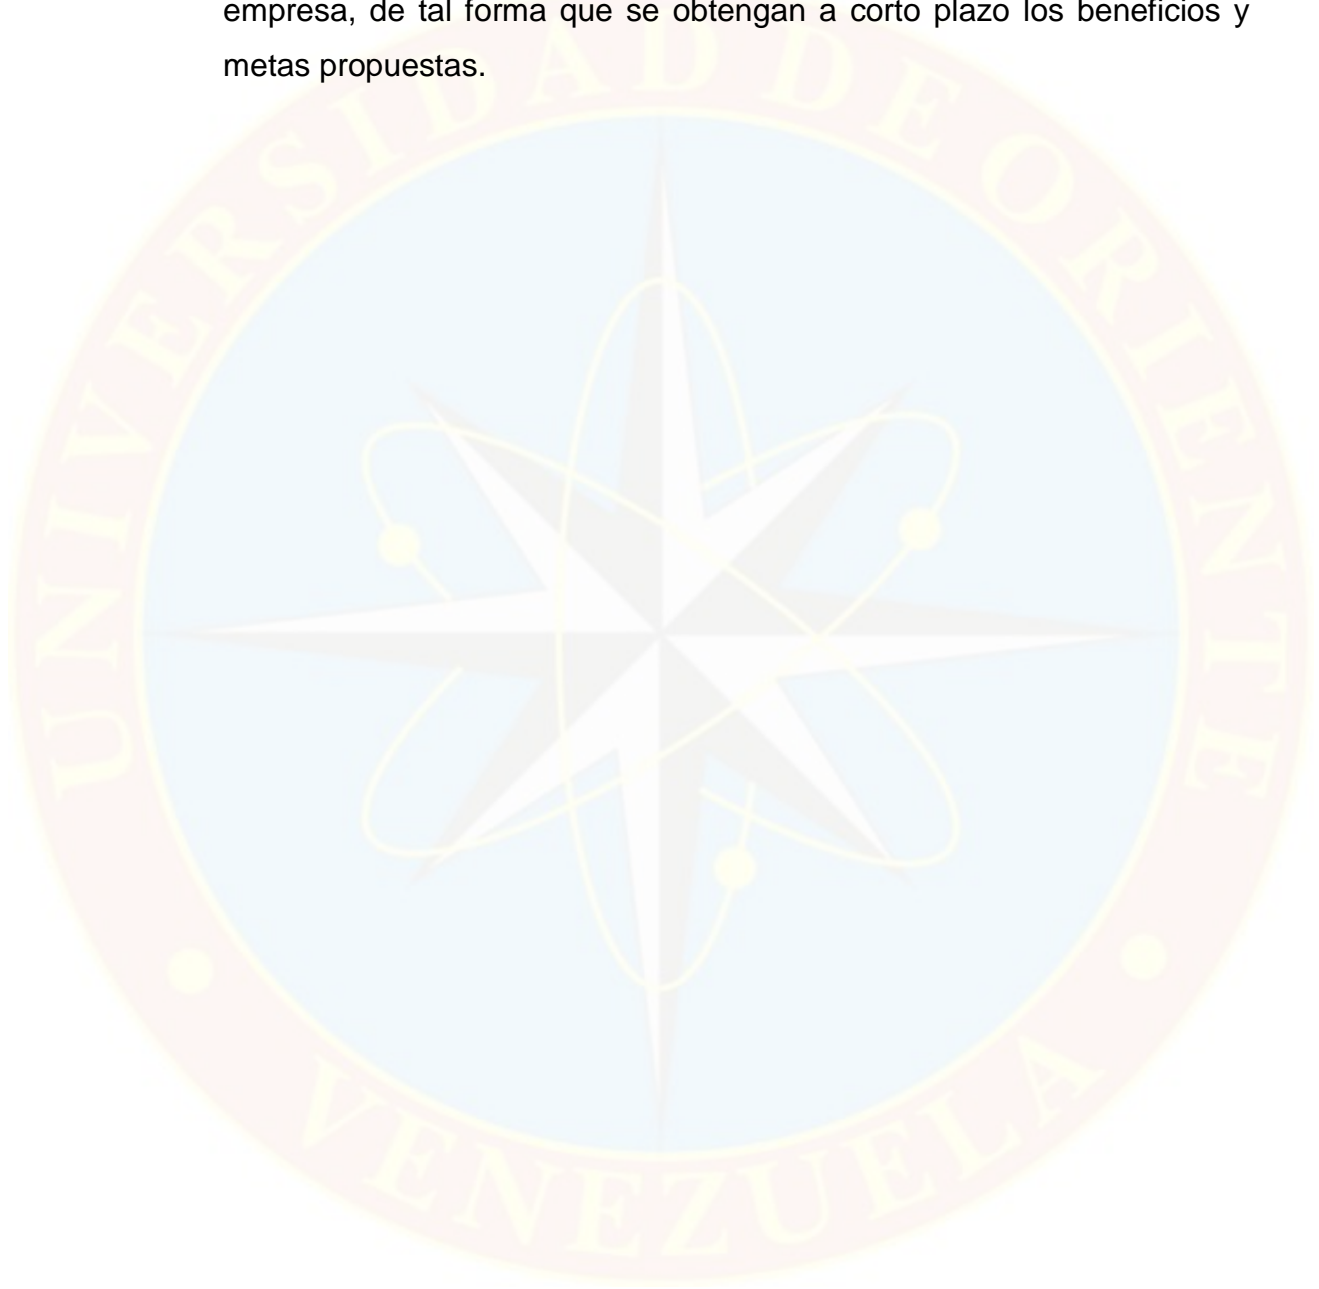 empresa, de tal forma que se obtengan a corto plazo los beneficios y
metas propuestas.
UNIVERSIDAD DE ORIENTE
VENEZUELA